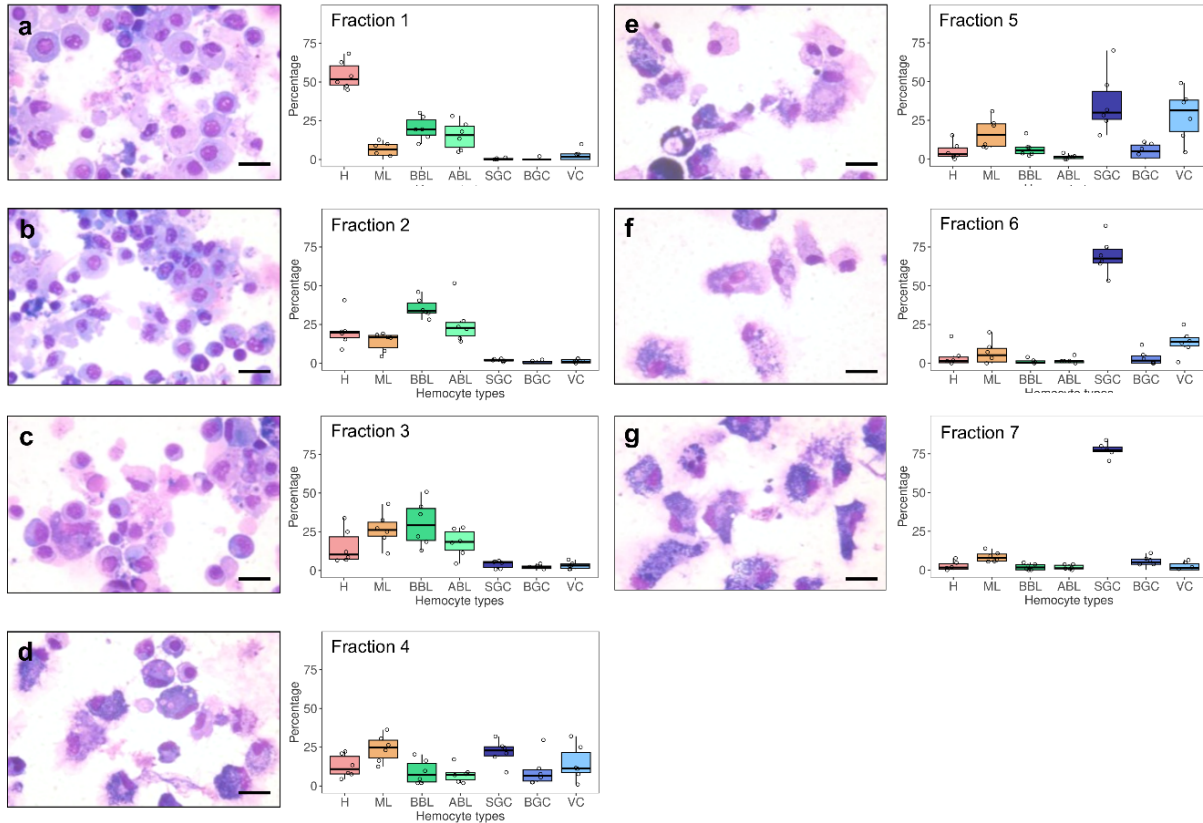 a
Fraction 1
Percentage
75
50
25
0
H ML BBL ABL SGC BGC VC
b
Fraction 2
Percentage
75
50
25
0
H ML BBL ABL SGC BGC VC
Hemocyte types
c
Fraction 3
Percentage
75
50
25
0
H ML BBL ABL SGC BGC VC
Hemocyte types
d
Fraction 4
Percentage
75
50
25
0
H ML BBL ABL SGC BGC VC
Hemocyte types
e
Fraction 5
Percentage
75
50
25
0
H ML BBL ABL SGC BGC VC
f
Fraction 6
Percentage
75
50
25
0
H ML BBL ABL SGC BGC VC
Hemocyte types
g
Fraction 7
Percentage
75
50
25
0
H ML BBL ABL SGC BGC VC
Hemocyte types